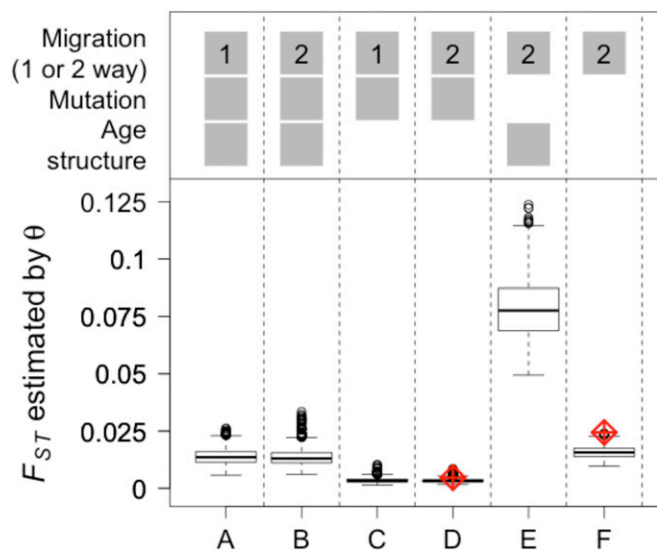 Migration
(1 or 2 way)
1 2 1 2 2 2
Mutation
Age
structure
0.125
0.1
0.075
0.05
0.025
0
F_ST estimated by θ
A B C D E F